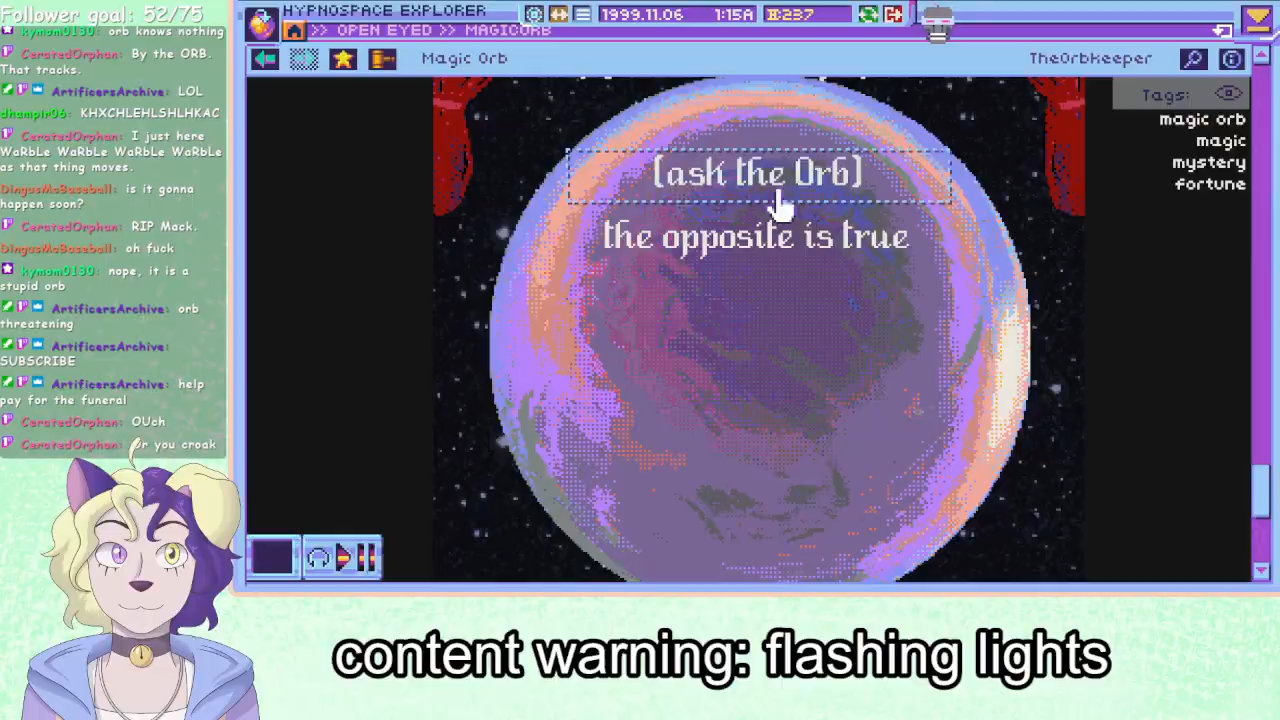 Follower goal: 52/75
kymom0130: orb knows nothing
CeratedOrphan: By the ORB.
That tracks.
ArtificersArchive: LOL
dhampir06: KHXCHLEHLSHLHKAC
CeratedOrphan: I just here
WaRbLe WaRbLe WaRbLe WaRbLe
as that thing moves.
DingusMcBaseball: is it gonna
happen soon?
CeratedOrphan: RIP Mack.
DingusMcBaseball: oh fuck
kymom0130: nope, it is a
stupid orb
ArtificersArchive: orb
threatening
ArtificersArchive:
SUBSCRIBE
ArtificersArchive: help
pay for the funeral
CeratedOrphan: OUch
CeratedOrphan: Or you croak
HYPNOSPACE EXPLORER
1999.11.06
1:15A
237
>> OPEN EYED >> MAGICORB
Magic Orb
TheOrbkeeper
Tags:
magic orb
magic
mystery
fortune
[ask the Orb]
the opposite is true
content warning: flashing lights